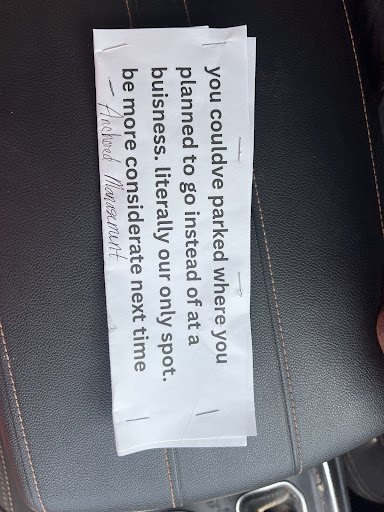 you couldve parked where you
planned to go instead of at a
buisness. literally our only spot.
be more considerate next time
- Anchored Management